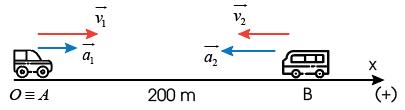 v₁ v₂
a₁ a₂
x
O ≡ A 200 m B (+)